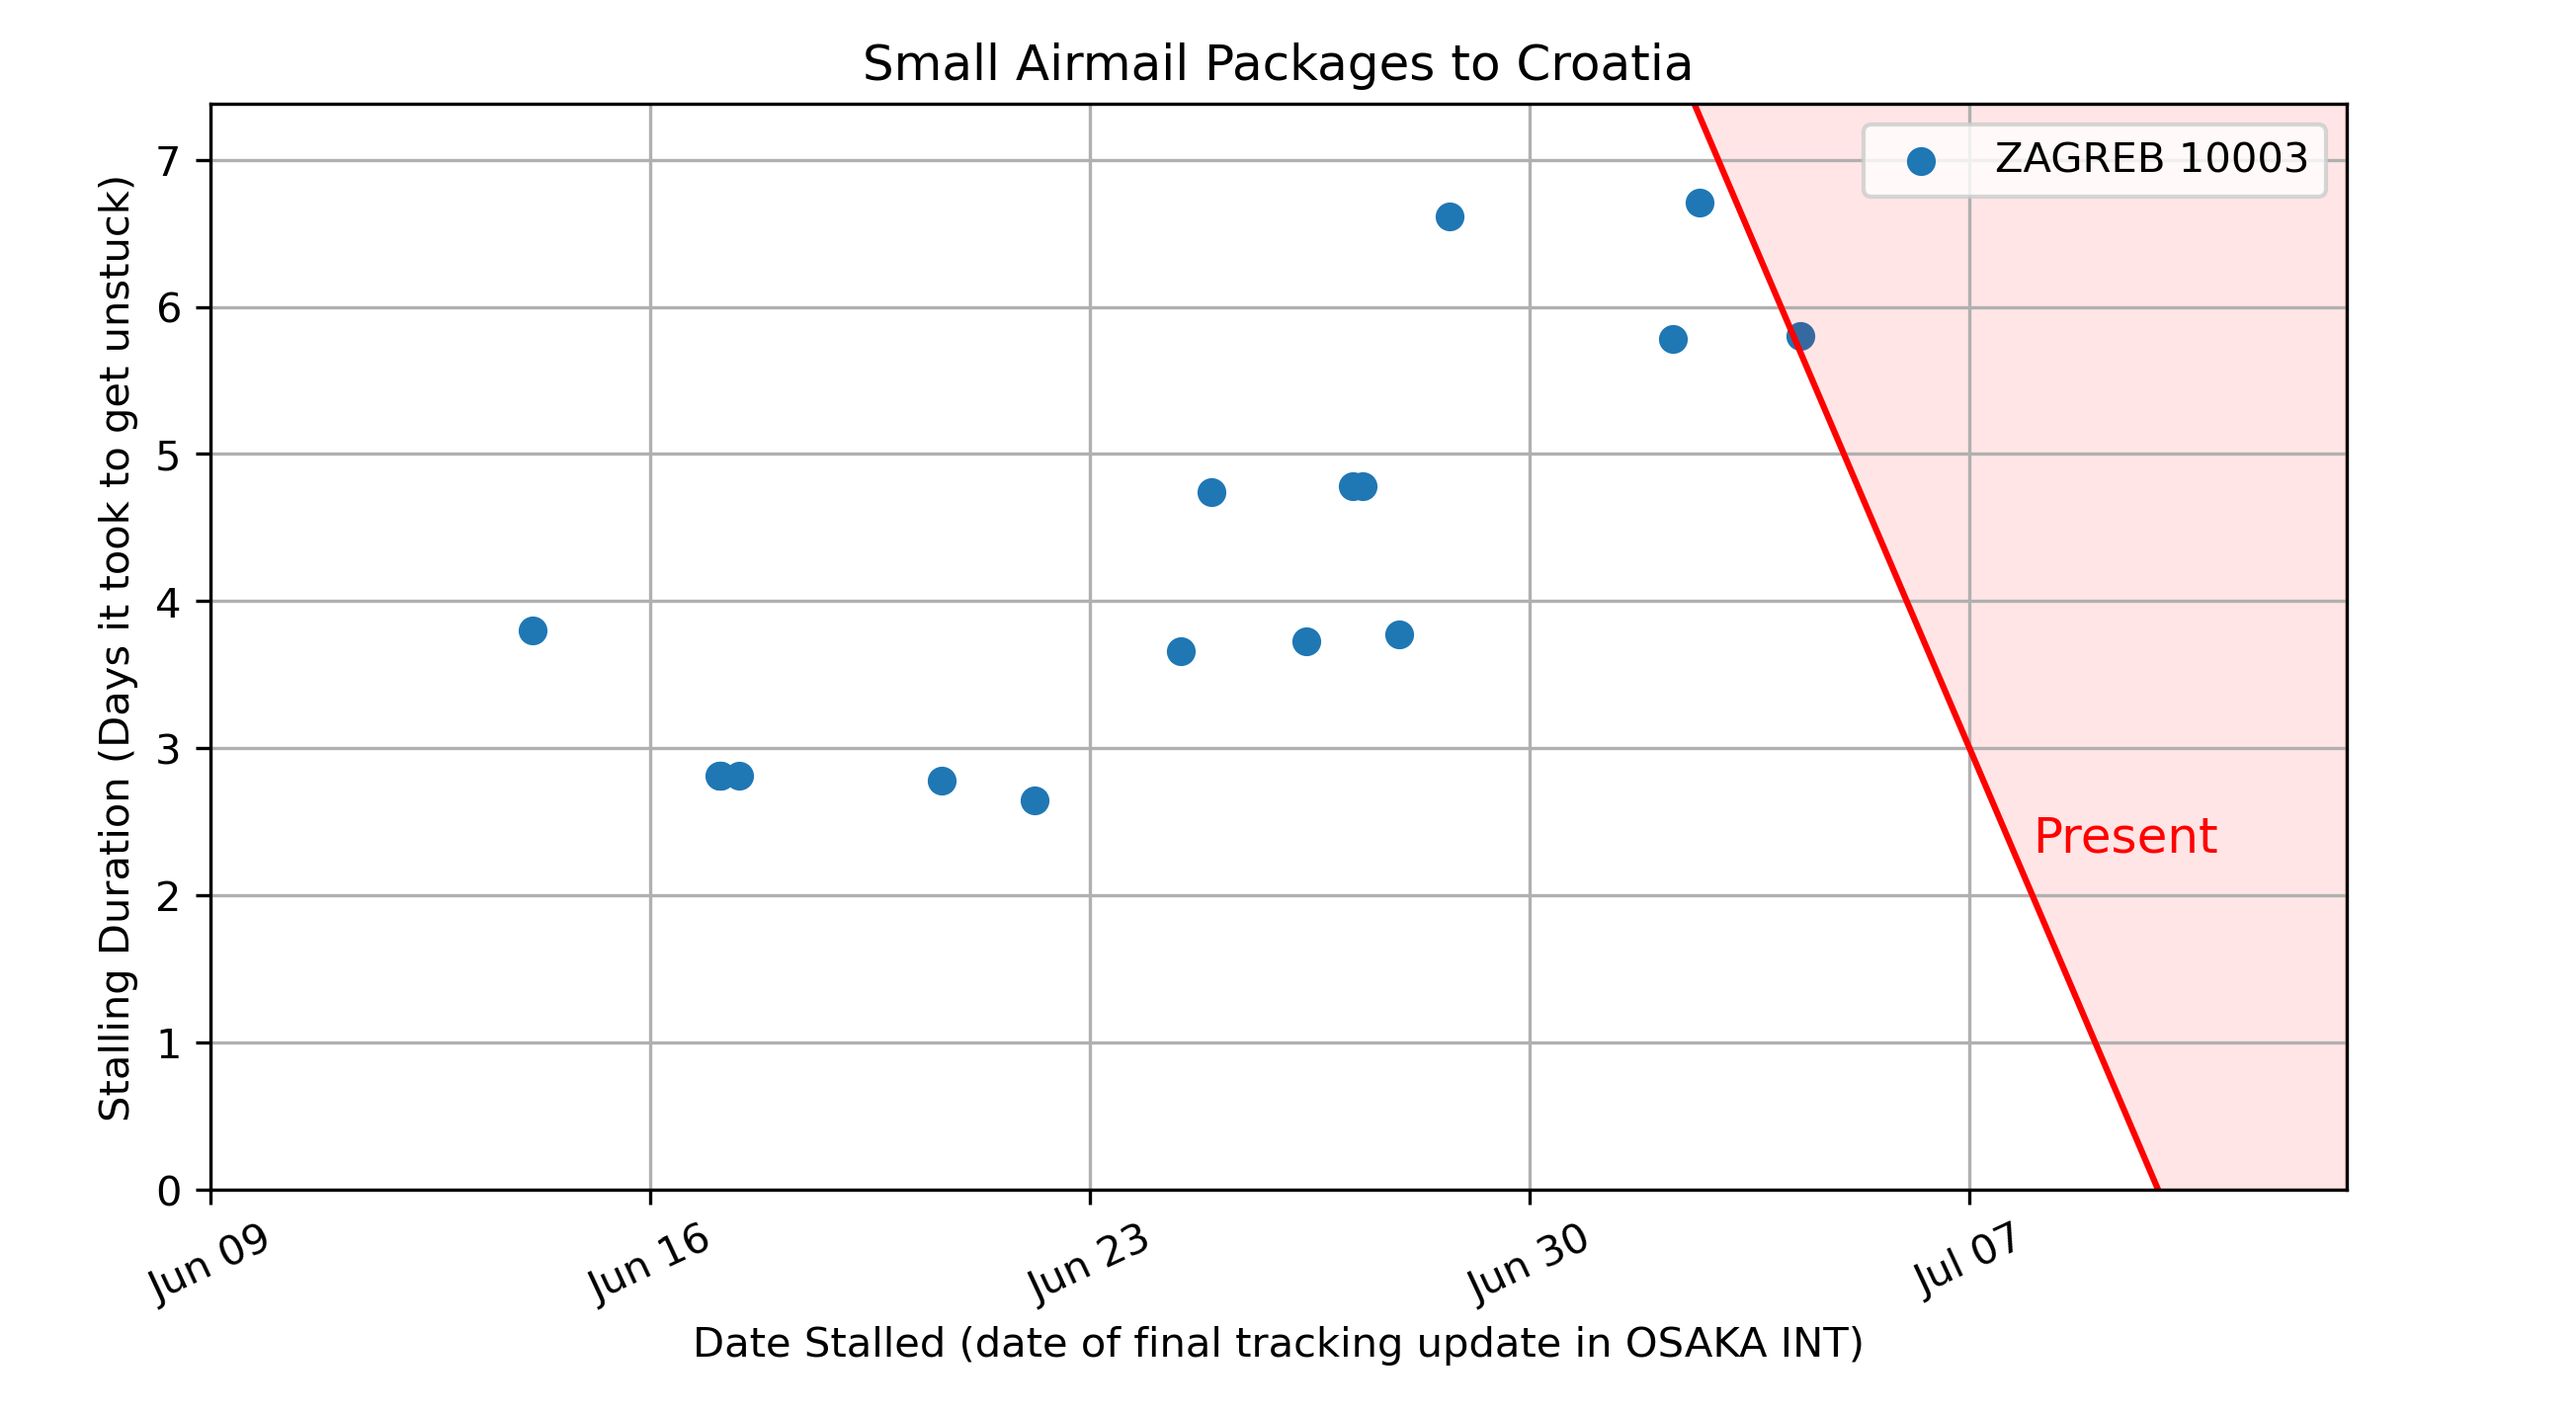 Small Airmail Packages to Croatia
ZAGREB 10003
Stalling Duration (Days it took to get unstuck)
7
6
5
4
3
2
1
0
Present
Jun 09
Jun 16
Jun 23
Jun 30
Jul 07
Date Stalled (date of final tracking update in OSAKA INT)